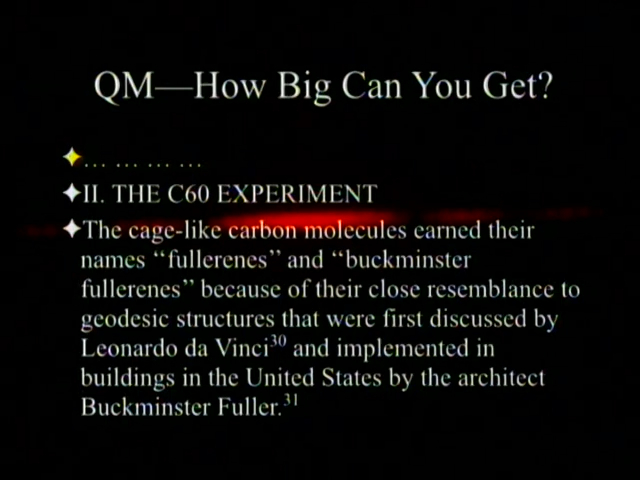 QM—How Big Can You Get?
… … … …
II. THE C60 EXPERIMENT
The cage-like carbon molecules earned their
names “fullerenes” and “buckminster
fullerenes” because of their close resemblance to
geodesic structures that were first discussed by
Leonardo da Vinci30 and implemented in
buildings in the United States by the architect
Buckminster Fuller.31